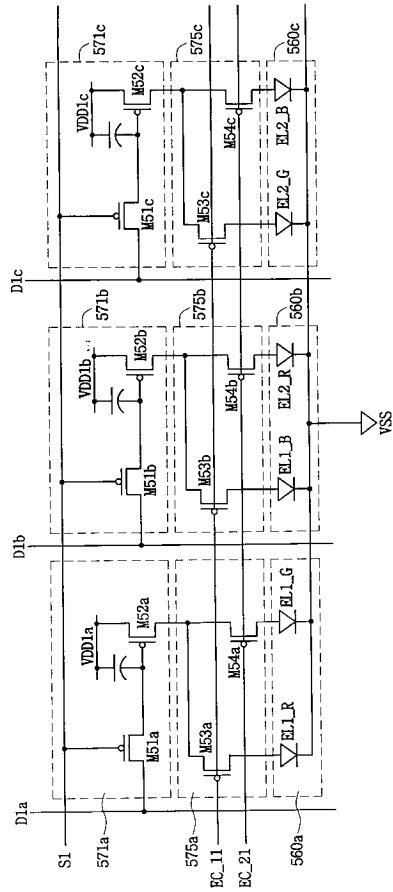 571c
575c
560c
VDD1c
M52c
M51c
M53c
M54c
EL2_G
EL2_B
D1c
571b
575b
560b
VDD1b
M52b
M51b
M53b
M54b
EL1_B
EL2_R
VSS
D1b
VDD1a
M52a
M51a
M53a
M54a
EL1_R
EL1_G
D1a
S1
571a
575a
EC_11
EC_21
560a